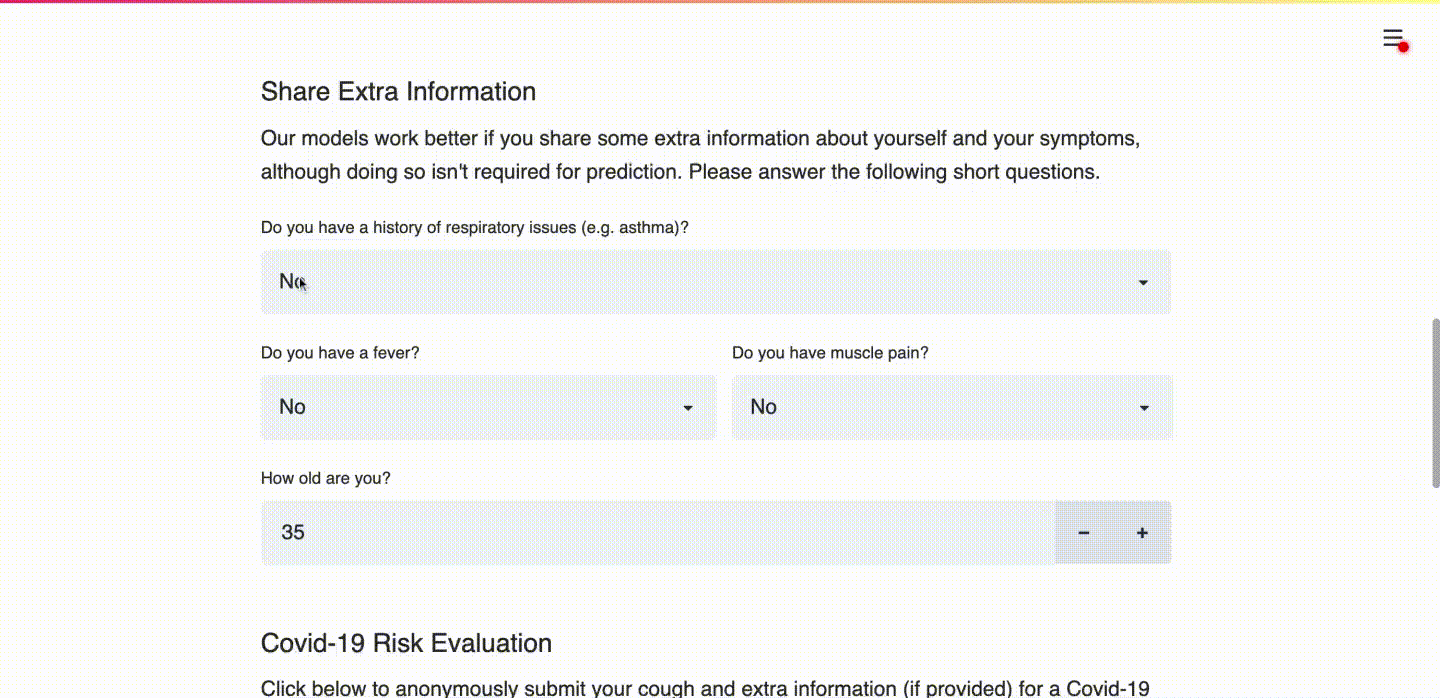 Share Extra Information
Our models work better if you share some extra information about yourself and your symptoms,
although doing so isn't required for prediction. Please answer the following short questions.
Do you have a history of respiratory issues (e.g. asthma)?
No
Do you have a fever?
Do you have muscle pain?
No
No
How old are you?
35
− +
Covid-19 Risk Evaluation
Click below to anonymously submit your cough and extra information (if provided) for a Covid-19